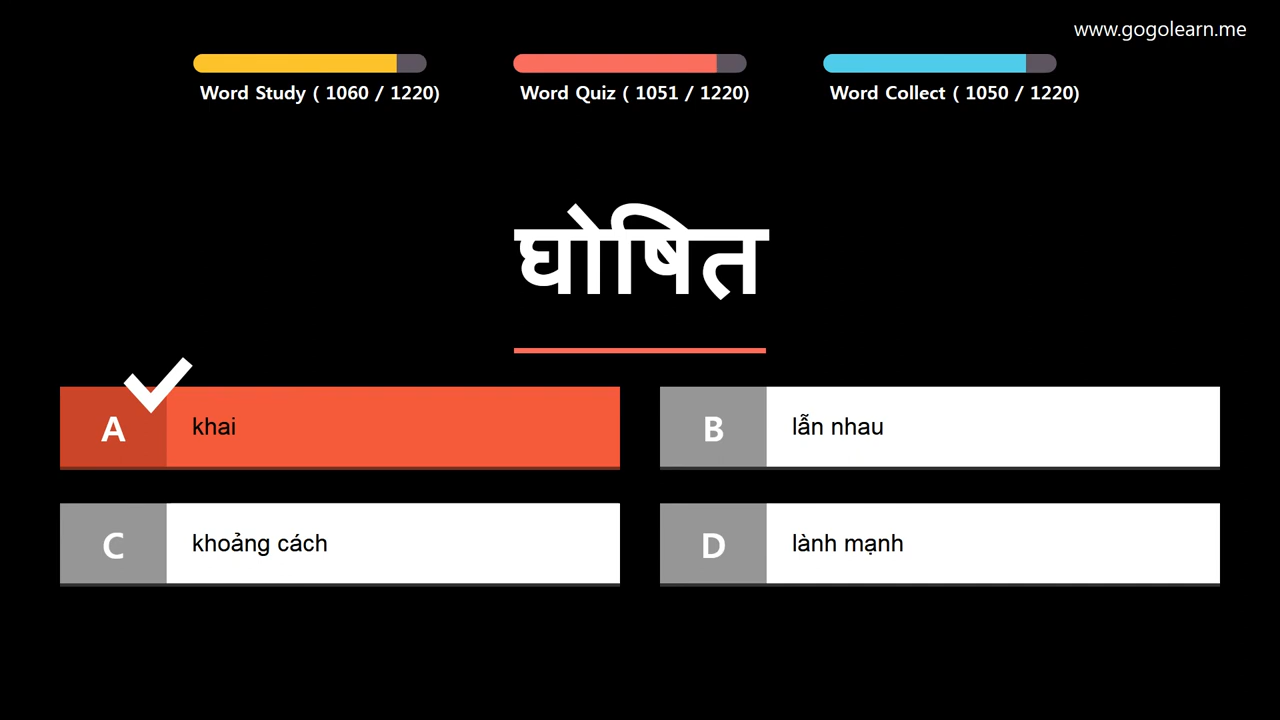 www.gogolearn.me
Word Study ( 1060 / 1220)
Word Quiz ( 1051 / 1220)
Word Collect ( 1050 / 1220)
घोषित
A khai
B lẫn nhau
C khoảng cách
D lành mạnh